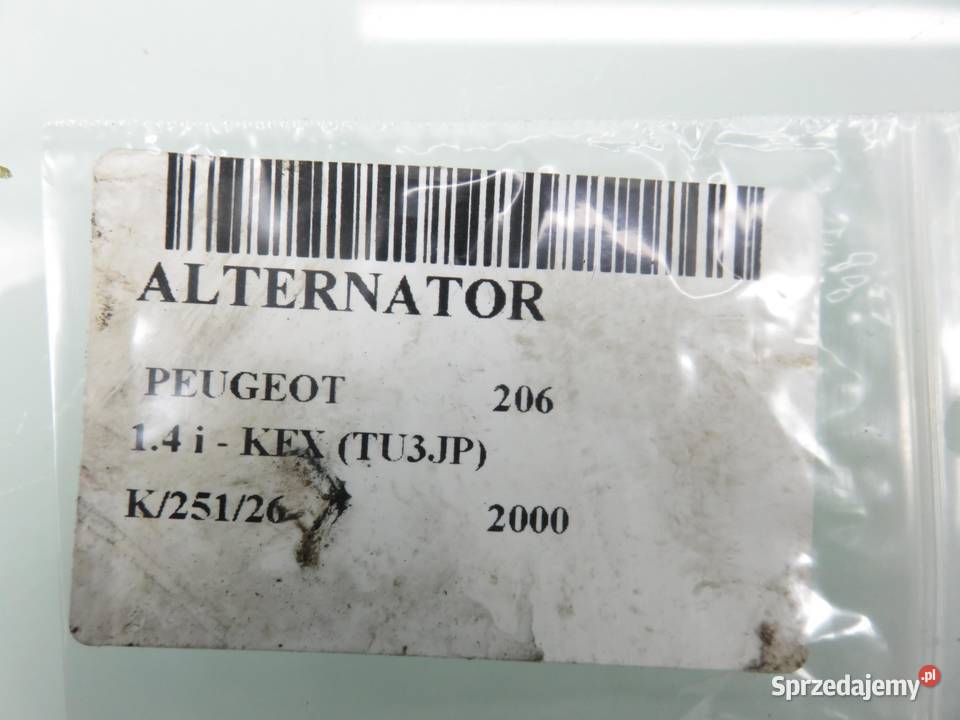 ALTERNATOR
PEUGEOT 206
1.4 i - KFX (TU3JP)
K/251/26 2000
Sprzedajemy.pl